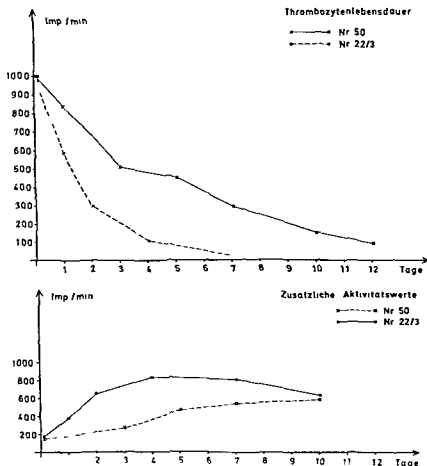 Imp/min
Thrombozytenlebensdauer
Nr 50
Nr 22/3
1000
900
800
700
600
500
400
300
200
100
1 2 3 4 5 6 7 8 9 10 11 12 Tage
Imp/min
Zusatzliche Aktivitatswerte
Nr 50
Nr 22/3
800
600
400
200
2 3 4 5 6 7 8 9 10 11 12 Tage